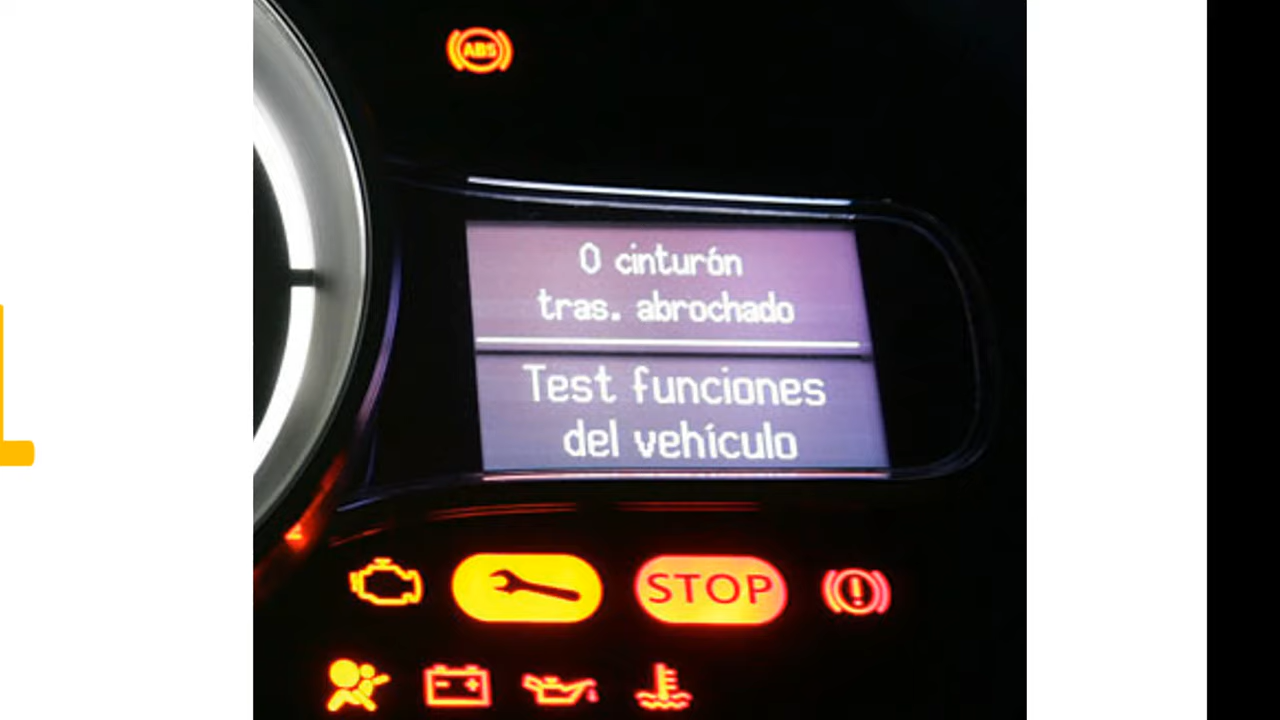 ABS
0 cinturón
tras. abrochado
Test funciones
del vehículo
STOP